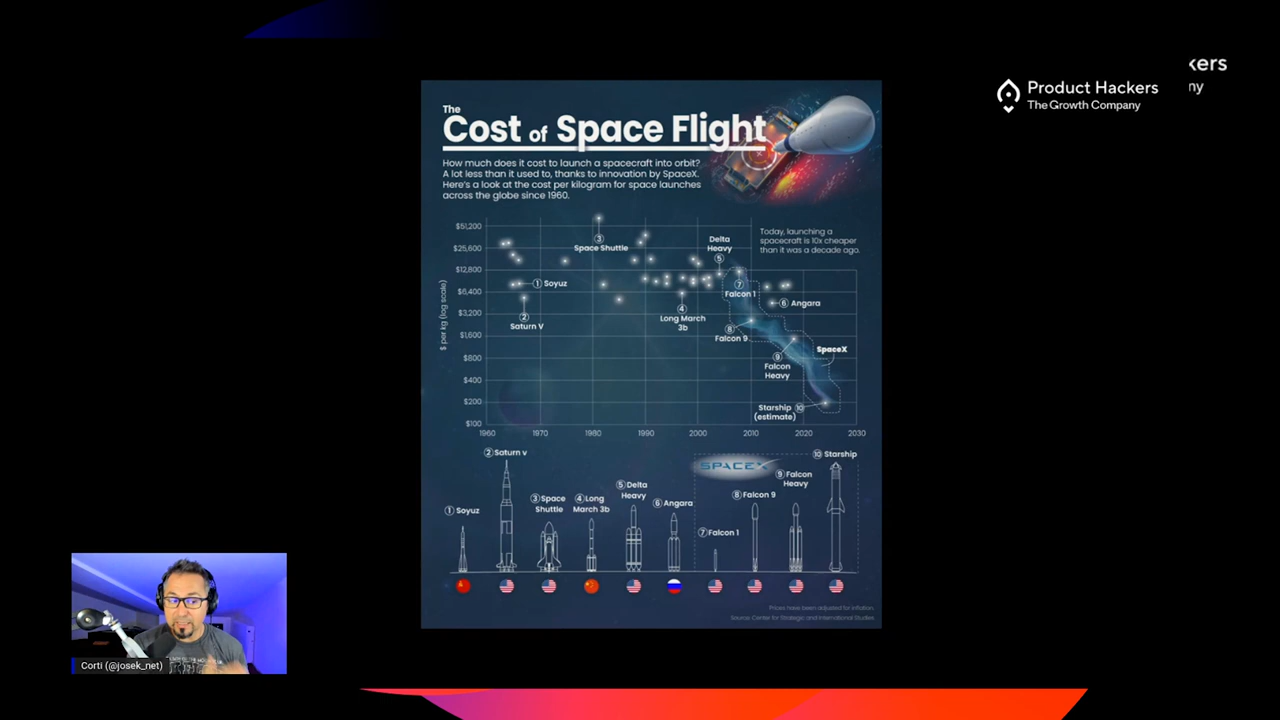 kers
ny
Product Hackers
The Growth Company
The
Cost of Space Flight
How much does it cost to launch a spacecraft into orbit?
A lot less than it used to, thanks to innovation by SpaceX.
Here's a look at the cost per kilogram for space launches
across the globe since 1960.
$ per kg (log scale)
$51,200
$25,600
$12,800
$6,400
$3,200
$1,600
$800
$400
$200
$100
1960
1970
1980
1990
2000
2010
2020
2030
③
Space Shuttle
Delta
Heavy
⑤
Today, launching a
spacecraft is 10x cheaper
than it was a decade ago.
① Soyuz
②
Saturn V
④
Long March
3b
⑦
Falcon 1
⑥ Angara
⑧
Falcon 9
⑨
Falcon
Heavy
SpaceX
Starship ⑩
(estimate)
① Soyuz
② Saturn v
③ Space
Shuttle
④ Long
March 3b
⑤ Delta
Heavy
⑥ Angara
SPACEX
⑦ Falcon 1
⑧ Falcon 9
⑨ Falcon
Heavy
⑩ Starship
Prices have been adjusted for inflation.
Source: Center for Strategic and International Studies
Corti (@josek_net)